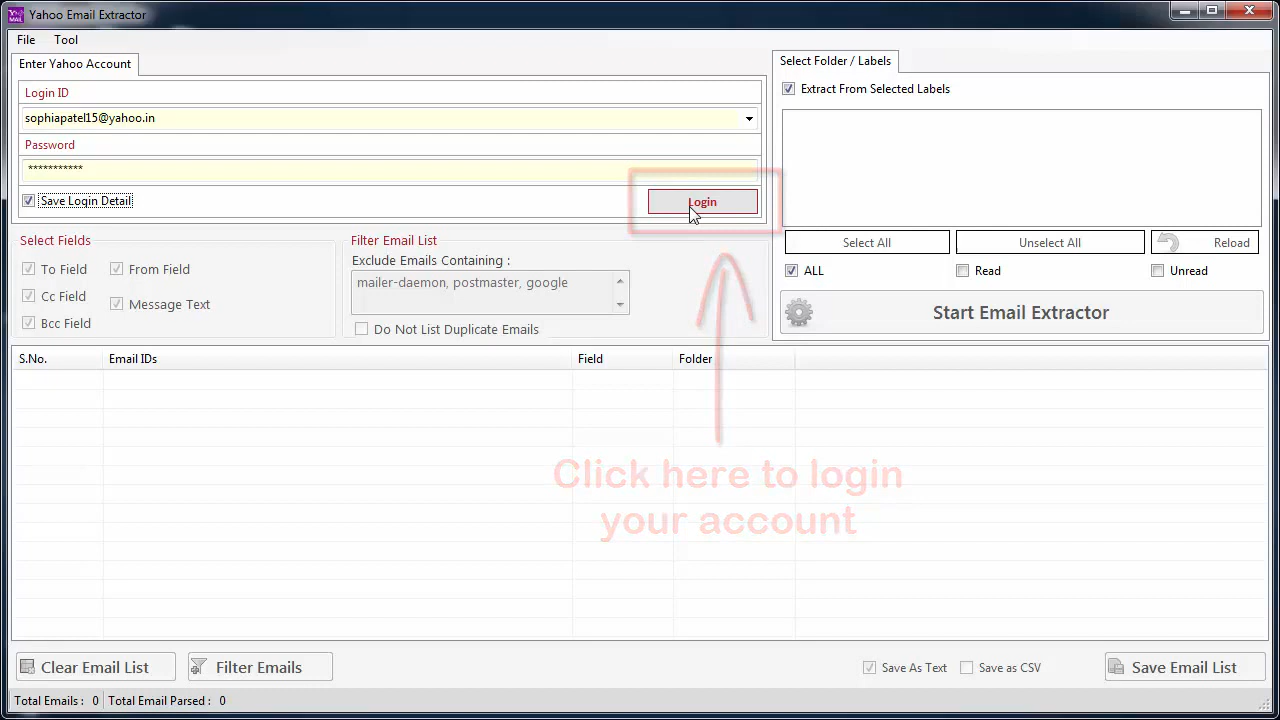 Yahoo Email Extractor
File Tool
Enter Yahoo Account
Login ID
sophiapatel15@yahoo.in
Password
***********
Save Login Detail
Login
Select Folder / Labels
Extract From Selected Labels
Select All Unselect All Reload
ALL Read Unread
Start Email Extractor
Select Fields
To Field From Field
Cc Field Message Text
Bcc Field
Filter Email List
Exclude Emails Containing :
mailer-daemon, postmaster, google
Do Not List Duplicate Emails
S.No. Email IDs Field Folder
Click here to login
your account
Clear Email List Filter Emails Save As Text Save as CSV Save Email List
Total Emails : 0 Total Email Parsed : 0